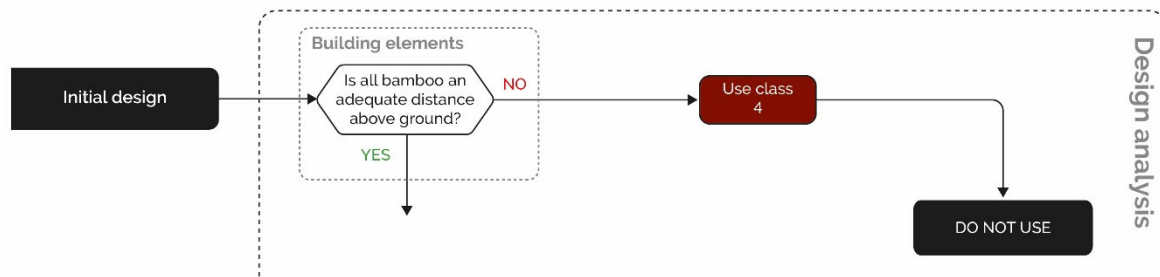 Building elements
Initial design
Is all bamboo an
adequate distance
above ground?
NO
YES
Use class
4
DO NOT USE
Design analysis